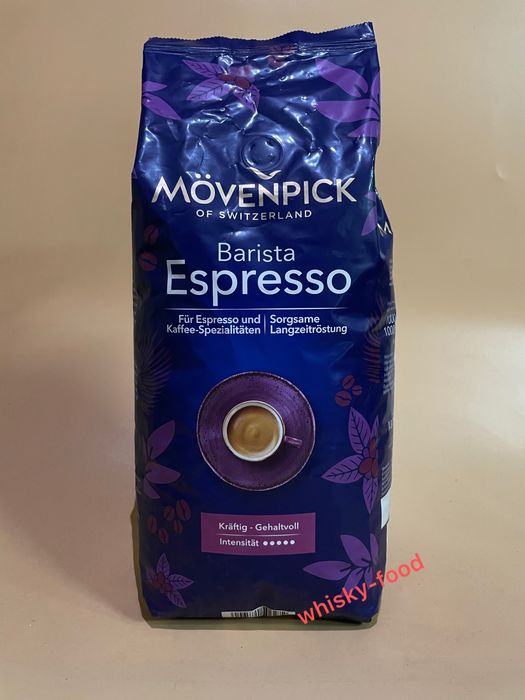 MÖVENPICK
OF SWITZERLAND
Barista
Espresso
Für Espresso und
Kaffee-Spezialitäten
Sorgsame
Langzeitröstung
Kräftig - Gehaltvoll
Intensität
whisky-food